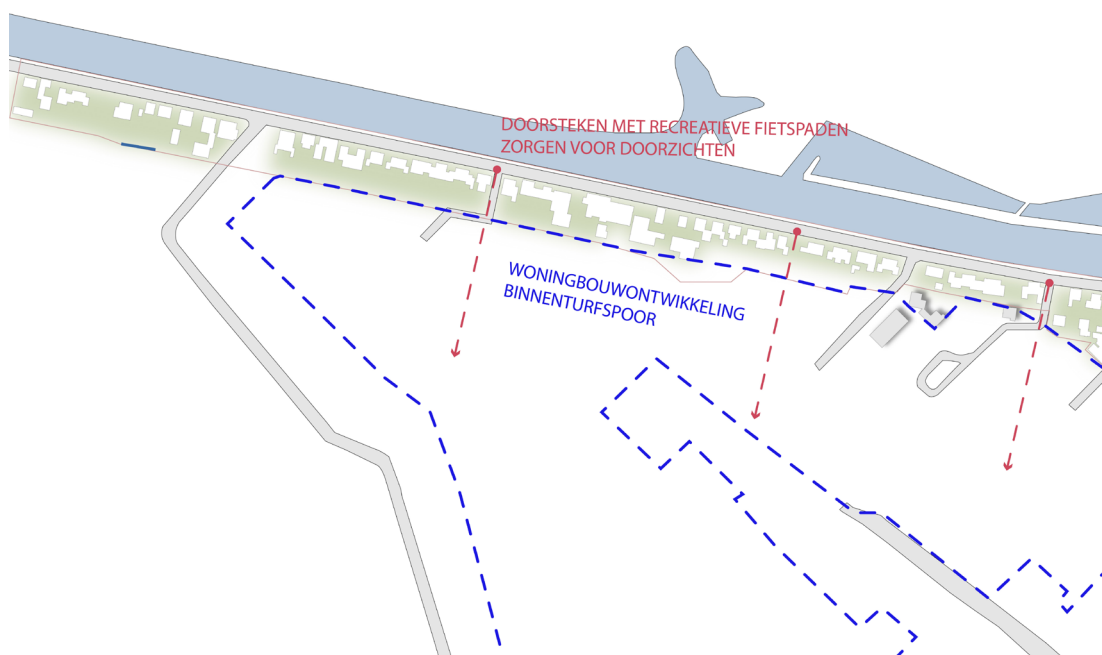 DOORSTEKEN MET RECREATIEVE FIETSPADEN
ZORGEN VOOR DOORZICHTEN
WONINGBOUWONTWIKKELING
BINNENTURFSPOOR